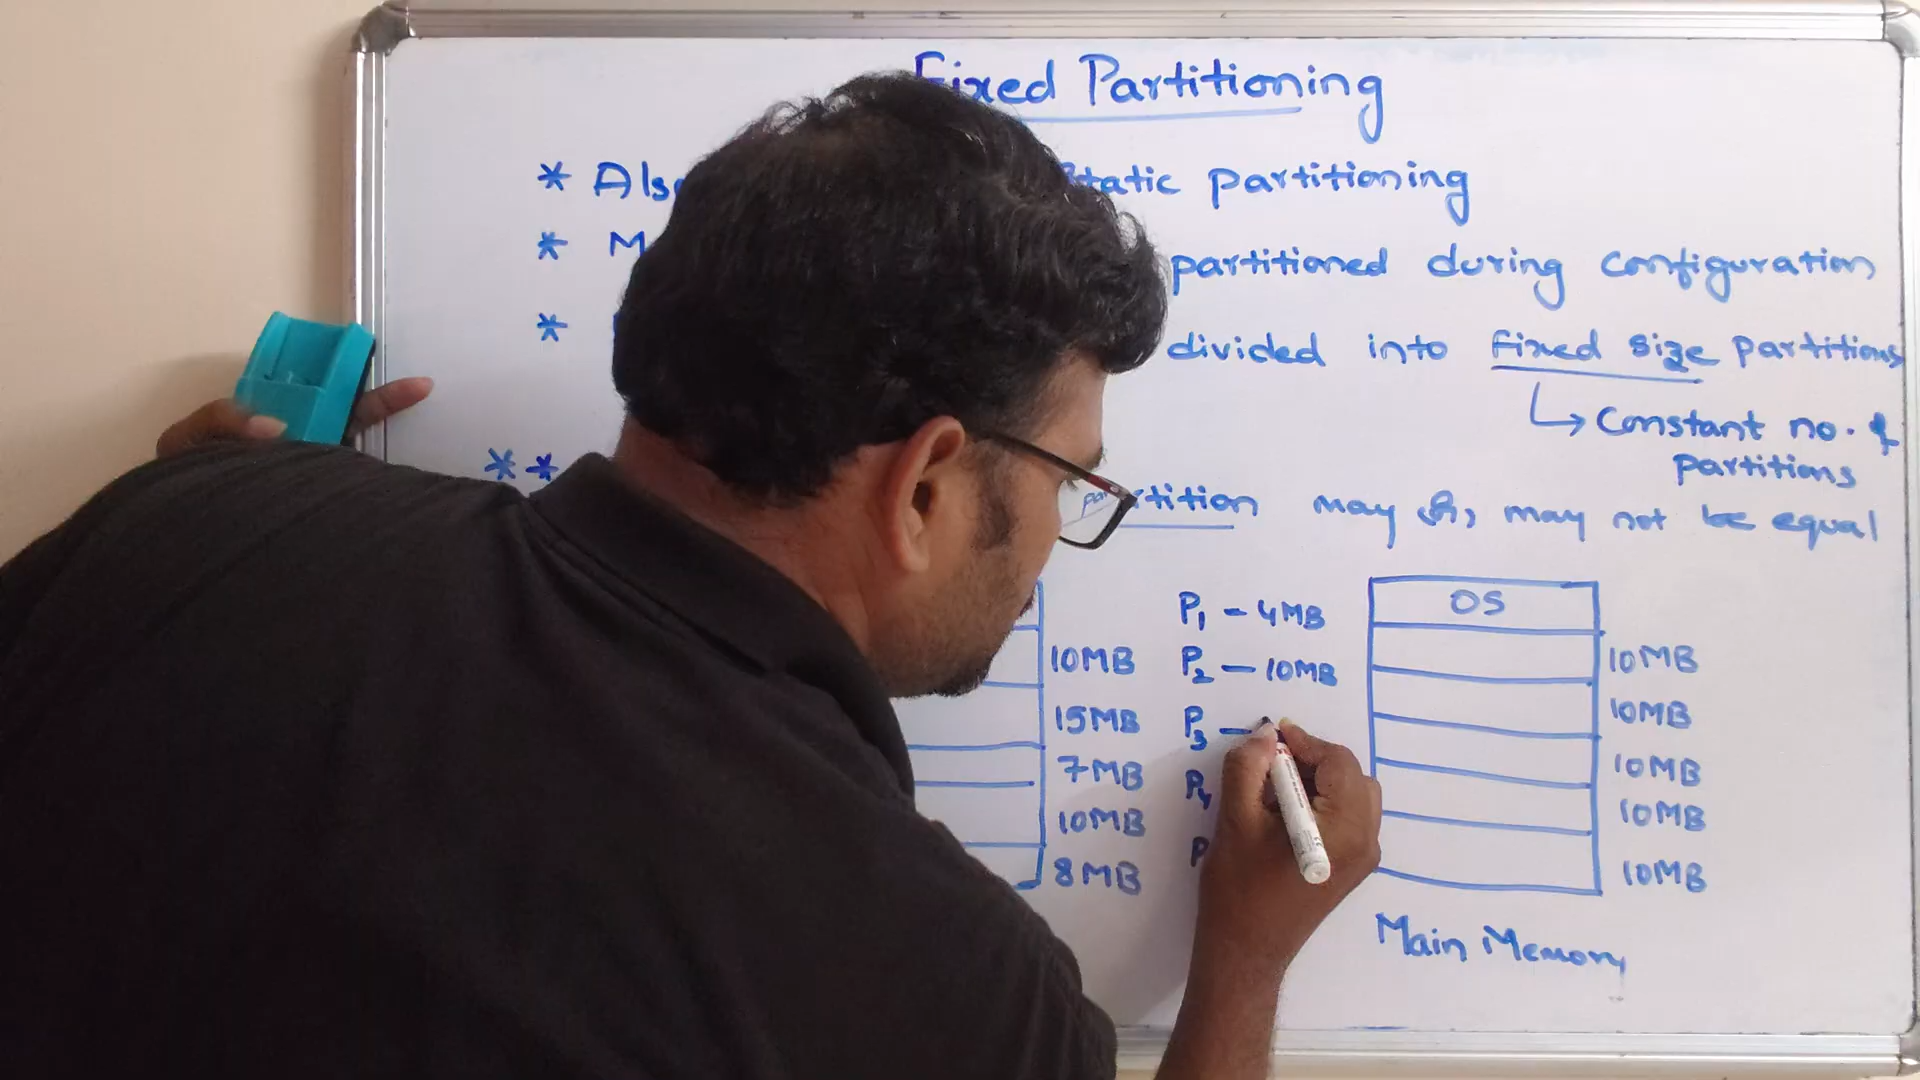 Fixed Partitioning
* Als Static partitioning
* M partitioned during configuration
* divided into fixed size partitions
↳ Constant no. of
partitions
** partition may or may not be equal
P1 - 4MB
P2 - 10MB
P3 -
P4
P
10MB
15MB
7MB
10MB
8MB
OS
10MB
10MB
10MB
10MB
10MB
Main Memory